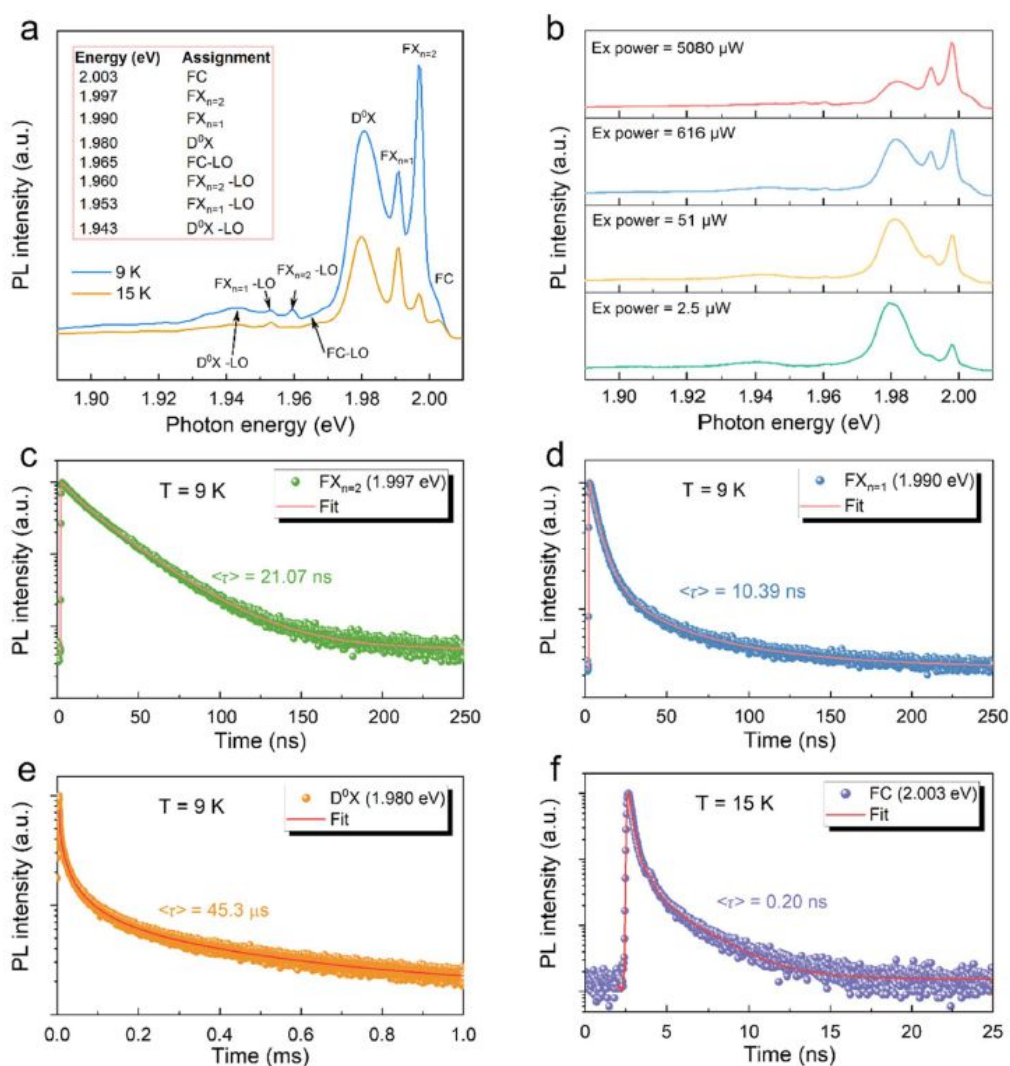 a
Energy (eV) Assignment
2.003 FC
1.997 FXn=2
1.990 FXn=1
1.980 D⁰X
1.965 FC-LO
1.960 FXn=2 -LO
1.953 FXn=1 -LO
1.943 D⁰X -LO
9 K
15 K
FXn=2
D⁰X
FXn=1
FC
FXn=1 -LO
FXn=2 -LO
D⁰X -LO
FC-LO
PL intensity (a.u.)
1.90 1.92 1.94 1.96 1.98 2.00
Photon energy (eV)
b
Ex power = 5080 µW
Ex power = 616 µW
Ex power = 51 µW
Ex power = 2.5 µW
PL intensity (a.u.)
1.90 1.92 1.94 1.96 1.98 2.00
Photon energy (eV)
c
T = 9 K
FXn=2 (1.997 eV)
Fit
<τ> = 21.07 ns
PL intensity (a.u.)
0 50 100 150 200 250
Time (ns)
d
T = 9 K
FXn=1 (1.990 eV)
Fit
<τ> = 10.39 ns
PL intensity (a.u.)
0 50 100 150 200 250
Time (ns)
e
T = 9 K
D⁰X (1.980 eV)
Fit
<τ> = 45.3 µs
PL intensity (a.u.)
0.0 0.2 0.4 0.6 0.8 1.0
Time (ms)
f
T = 15 K
FC (2.003 eV)
Fit
<τ> = 0.20 ns
PL intensity (a.u.)
0 5 10 15 20 25
Time (ns)